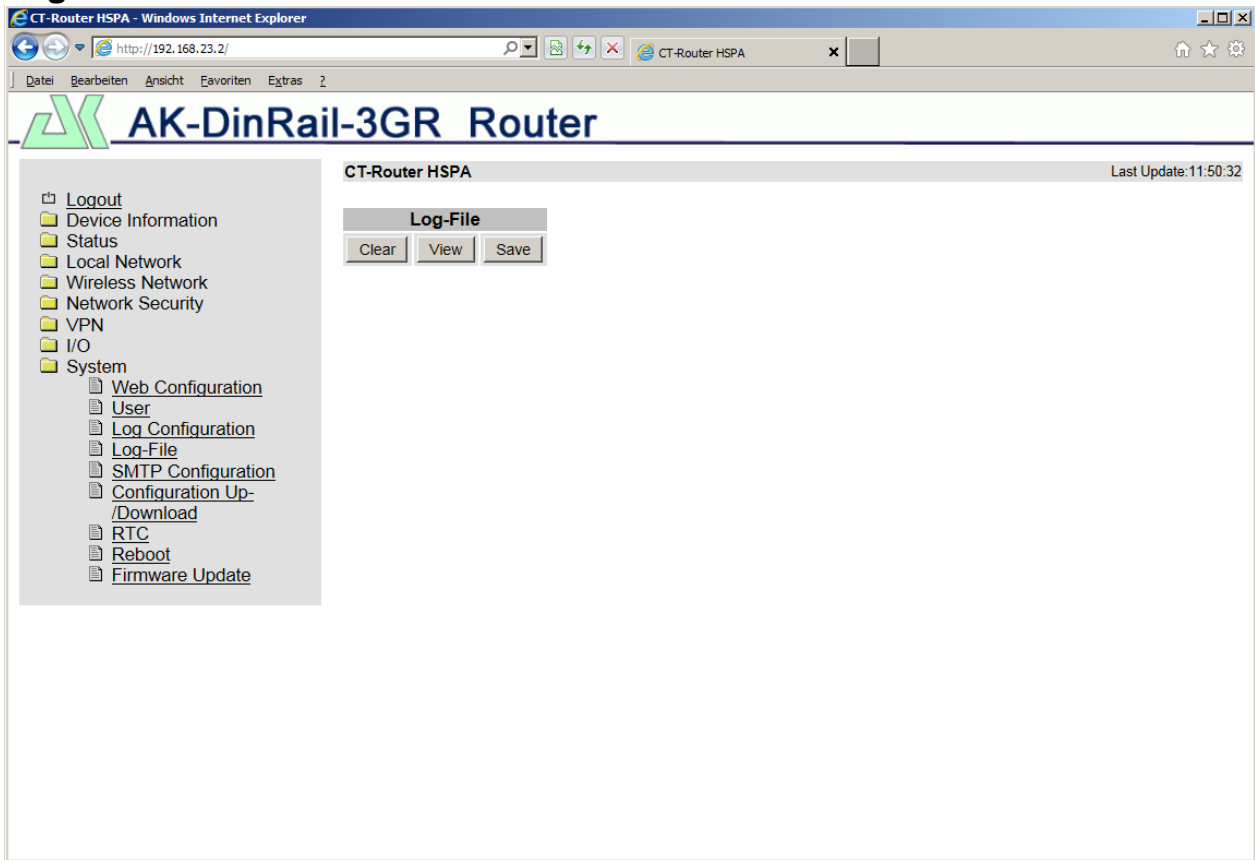 CT-Router HSPA - Windows Internet Explorer
http://192.168.23.2/
CT-Router HSPA
Datei Bearbeiten Ansicht Favoriten Extras ?
AK-DinRail-3GR Router
CT-Router HSPA
Last Update:11:50:32
Logout
Device Information
Status
Local Network
Wireless Network
Network Security
VPN
I/O
System
Web Configuration
User
Log Configuration
Log-File
SMTP Configuration
Configuration Up-
/Download
RTC
Reboot
Firmware Update
Log-File
Clear View Save